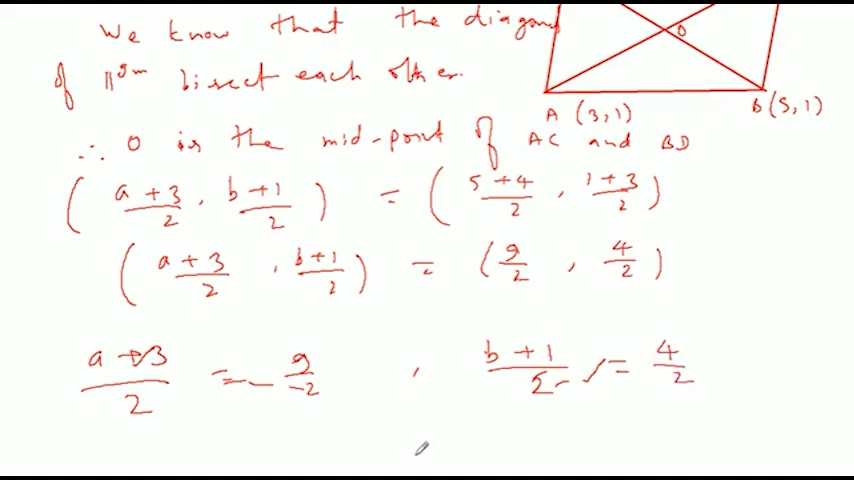 We know that the diagonal
of ||gm bisect each other.
O
A (3,1)
B(5,1)
∴ O is the mid-point of AC and BD
( (a+3)/2 , (b+1)/2 ) = ( (5+4)/2 , (1+3)/2 )
( (a+3)/2 , (b+1)/2 ) = ( 9/2 , 4/2 )
(a+3)/2 = 9/2 , (b+1)/2 = 4/2